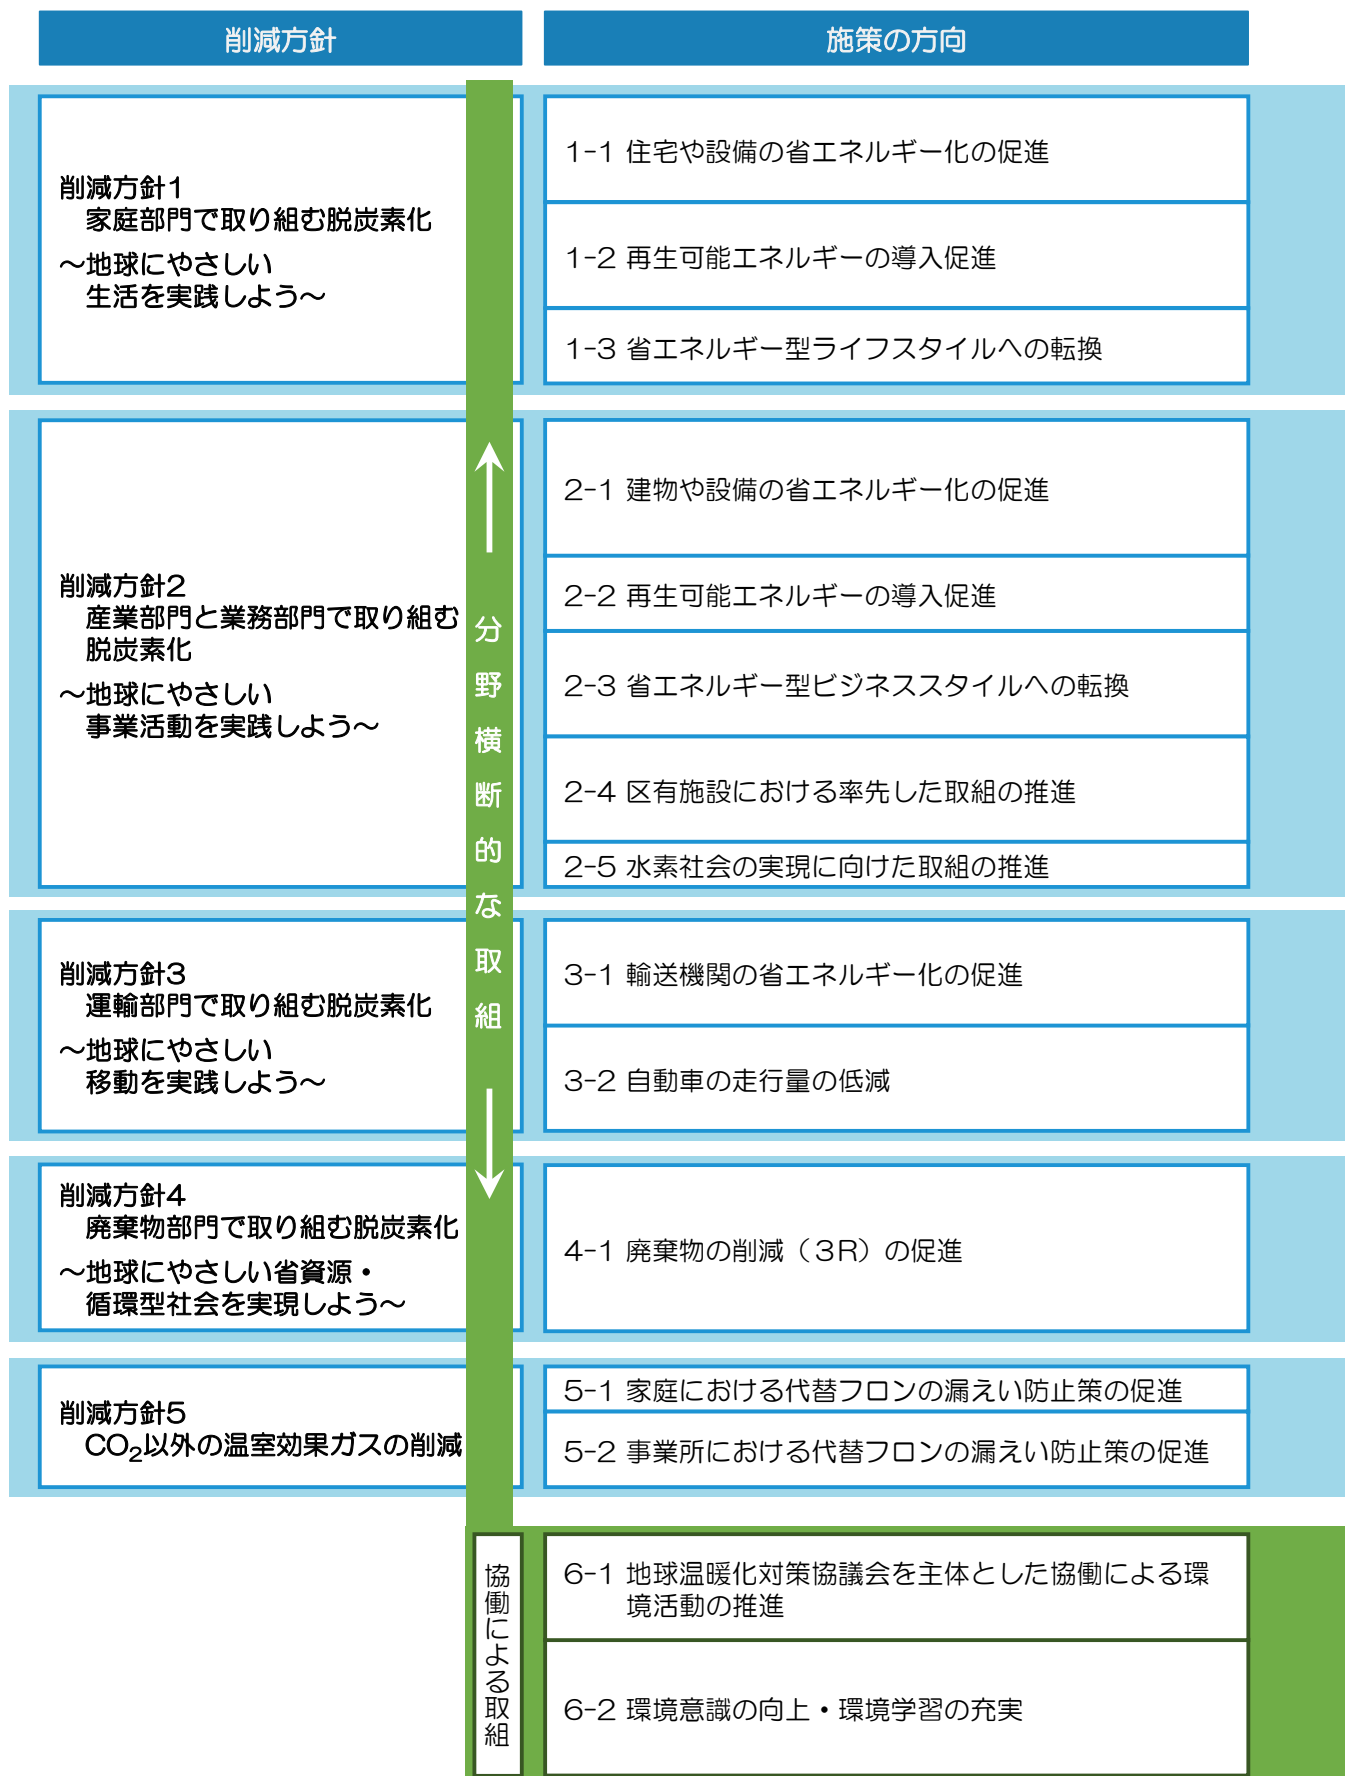 削減方針
施策の方向
削減方針1
家庭部門で取り組む脱炭素化
～地球にやさしい
生活を実践しよう～
1-1 住宅や設備の省エネルギー化の促進
1-2 再生可能エネルギーの導入促進
1-3 省エネルギー型ライフスタイルへの転換
削減方針2
産業部門と業務部門で取り組む
脱炭素化
～地球にやさしい
事業活動を実践しよう～
2-1 建物や設備の省エネルギー化の促進
2-2 再生可能エネルギーの導入促進
2-3 省エネルギー型ビジネススタイルへの転換
2-4 区有施設における率先した取組の推進
2-5 水素社会の実現に向けた取組の推進
分野横断的な取組
削減方針3
運輸部門で取り組む脱炭素化
～地球にやさしい
移動を実践しよう～
3-1 輸送機関の省エネルギー化の促進
3-2 自動車の走行量の低減
削減方針4
廃棄物部門で取り組む脱炭素化
～地球にやさしい省資源・
循環型社会を実現しよう～
4-1 廃棄物の削減（３R）の促進
削減方針5
CO₂以外の温室効果ガスの削減
5-1 家庭における代替フロンの漏えい防止策の促進
5-2 事業所における代替フロンの漏えい防止策の促進
協働による取組
6-1 地球温暖化対策協議会を主体とした協働による環
境活動の推進
6-2 環境意識の向上・環境学習の充実